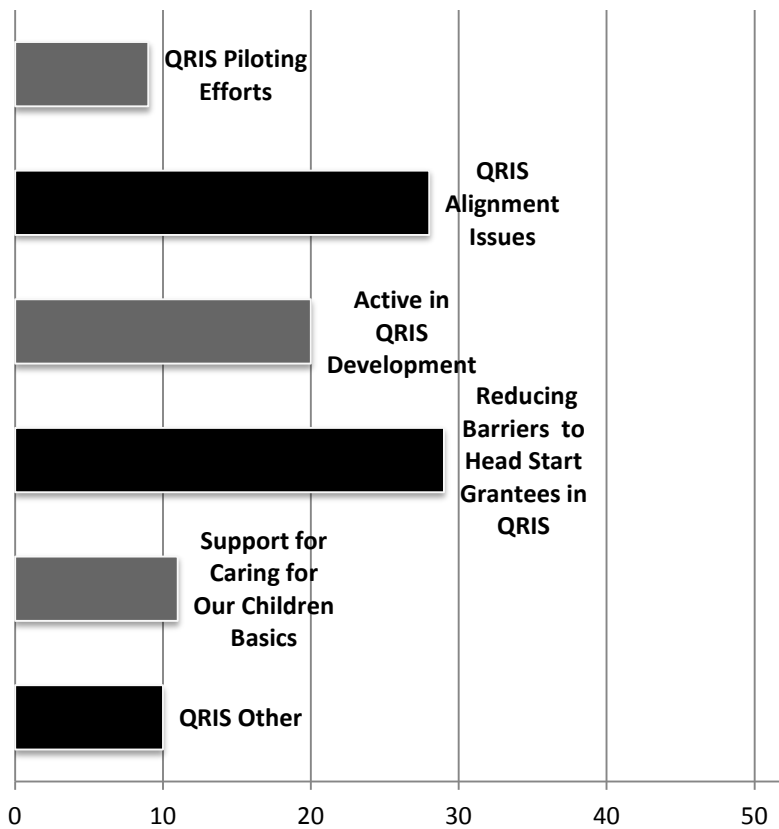 QRIS Piloting
Efforts
QRIS
Alignment
Issues
Active in
QRIS
Development
Reducing
Barriers to
Head Start
Grantees in
QRIS
Support for
Caring for
Our Children
Basics
QRIS Other
0 10 20 30 40 50